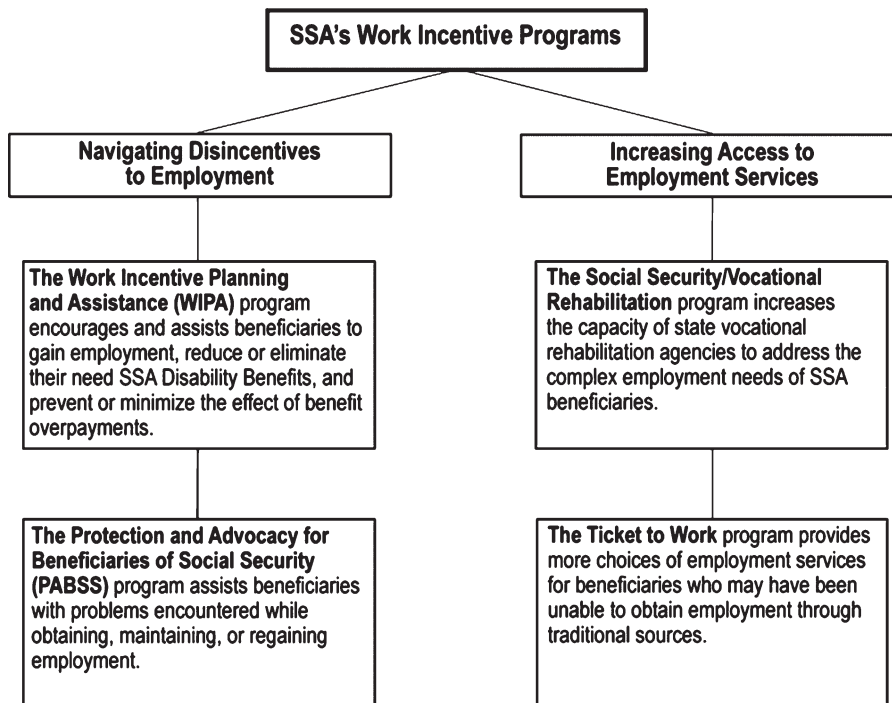 SSA's Work Incentive Programs
Navigating Disincentives
to Employment
The Work Incentive Planning
and Assistance (WIPA) program
encourages and assists beneficiaries to
gain employment, reduce or eliminate
their need SSA Disability Benefits, and
prevent or minimize the effect of benefit
overpayments.
The Protection and Advocacy for
Beneficiaries of Social Security
(PABSS) program assists beneficiaries
with problems encountered while
obtaining, maintaining, or regaining
employment.
Increasing Access to
Employment Services
The Social Security/Vocational
Rehabilitation program increases
the capacity of state vocational
rehabilitation agencies to address the
complex employment needs of SSA
beneficiaries.
The Ticket to Work program provides
more choices of employment services
for beneficiaries who may have been
unable to obtain employment through
traditional sources.